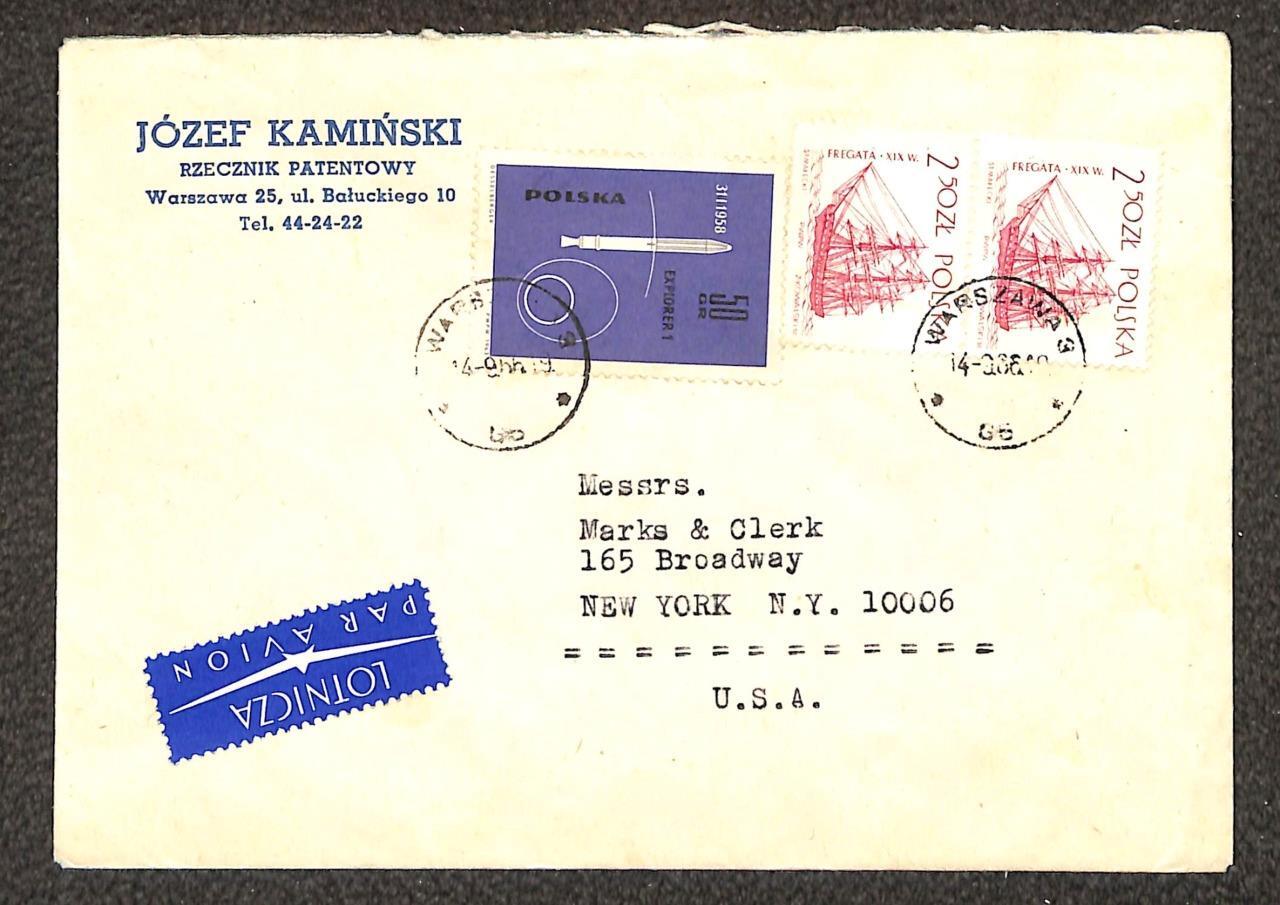 JÓZEF KAMIŃSKI
RZECZNIK PATENTOWY
Warszawa 25, ul. Bałuckiego 10
Tel. 44-24-22
POLSKA
31 I 1958
EXPLORER 1
50 GR
FREGATA · XIX W.
2 50 ZŁ POLSKA
FREGATA · XIX W.
2 50 ZŁ POLSKA
WARSZAWA
Messrs.
Marks & Clerk
165 Broadway
NEW YORK N.Y. 10006
= = = = = = = = = = = =
U.S.A.
LOTNICZA
PAR AVION